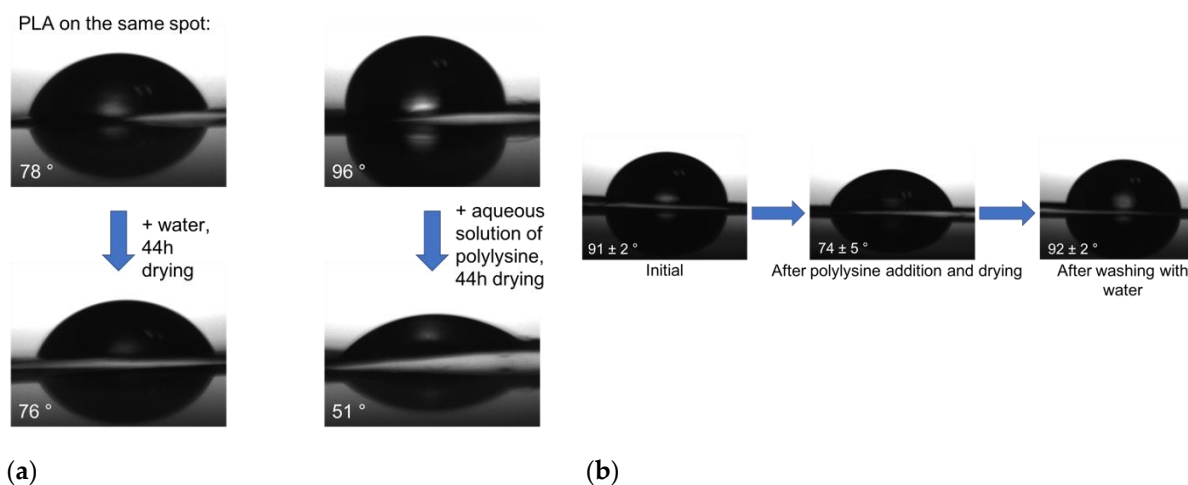 PLA on the same spot:
78 °
96 °
+ water,
44h
drying
+ aqueous
solution of
polylysine,
44h drying
76 °
51 °
91 ± 2 °
Initial
74 ± 5 °
After polylysine addition and drying
92 ± 2 °
After washing with
water
(a)
(b)